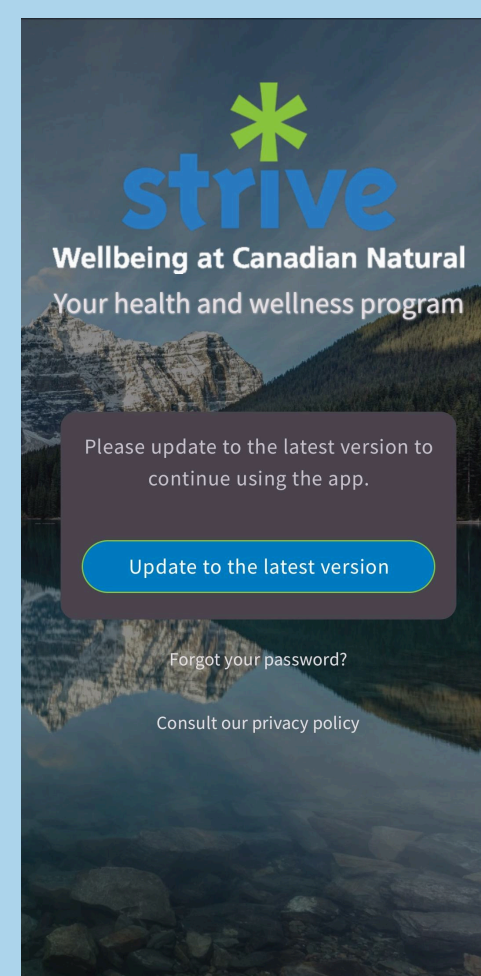 strive
Wellbeing at Canadian Natural
Your health and wellness program
Please update to the latest version to
continue using the app.
Update to the latest version
Forgot your password?
Consult our privacy policy